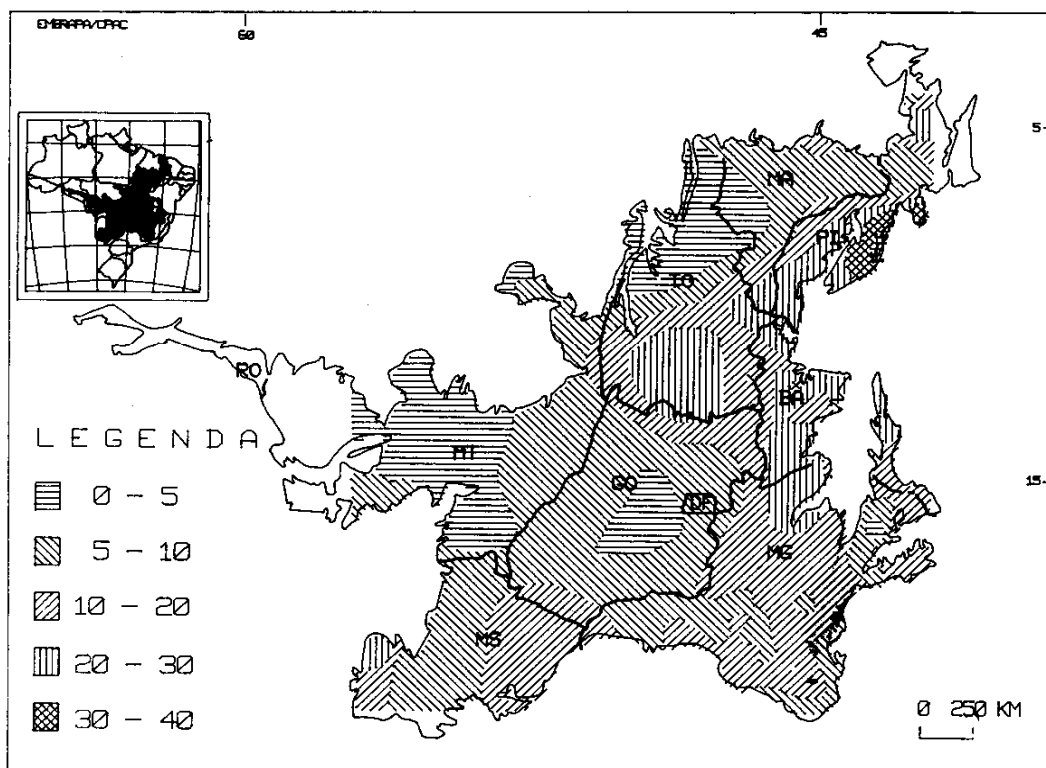 EMBRAPA/CPAC
60
45
5-
MA
PI
TO
RO
BA
LEGENDA
MT
GO
DF
15-
0 - 5
5 - 10
MG
10 - 20
MS
20 - 30
30 - 40
0 250 KM